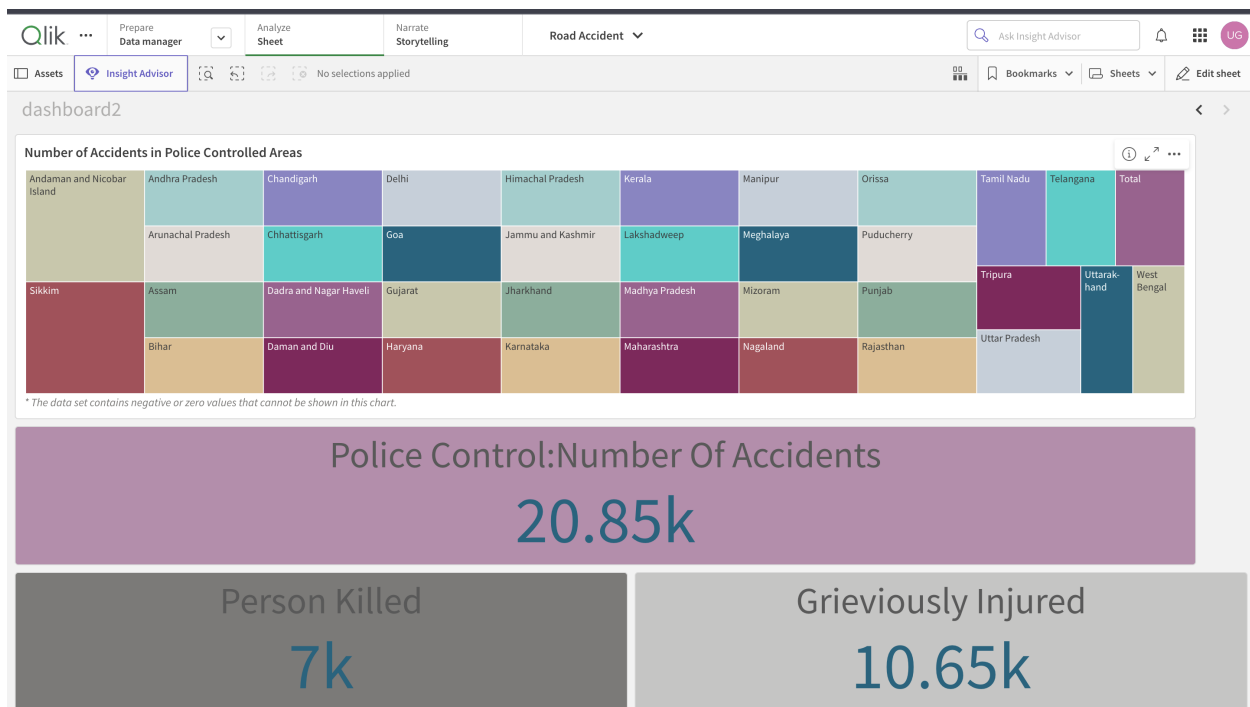 Qlik
Prepare
Data manager
Analyze
Sheet
Narrate
Storytelling
Road Accident
Ask Insight Advisor
UG
Assets
Insight Advisor
No selections applied
Bookmarks
Sheets
Edit sheet
dashboard2
Number of Accidents in Police Controlled Areas
Andaman and Nicobar
Island
Andhra Pradesh
Chandigarh
Delhi
Himachal Pradesh
Kerala
Manipur
Orissa
Tamil Nadu
Telangana
Total
Arunachal Pradesh
Chhattisgarh
Goa
Jammu and Kashmir
Lakshadweep
Meghalaya
Puducherry
Tripura
Uttarak-
hand
West
Bengal
Sikkim
Assam
Dadra and Nagar Haveli
Gujarat
Jharkhand
Madhya Pradesh
Mizoram
Punjab
Uttar Pradesh
Bihar
Daman and Diu
Haryana
Karnataka
Maharashtra
Nagaland
Rajasthan
* The data set contains negative or zero values that cannot be shown in this chart.
Police Control:Number Of Accidents
20.85k
Person Killed
7k
Grieviously Injured
10.65k